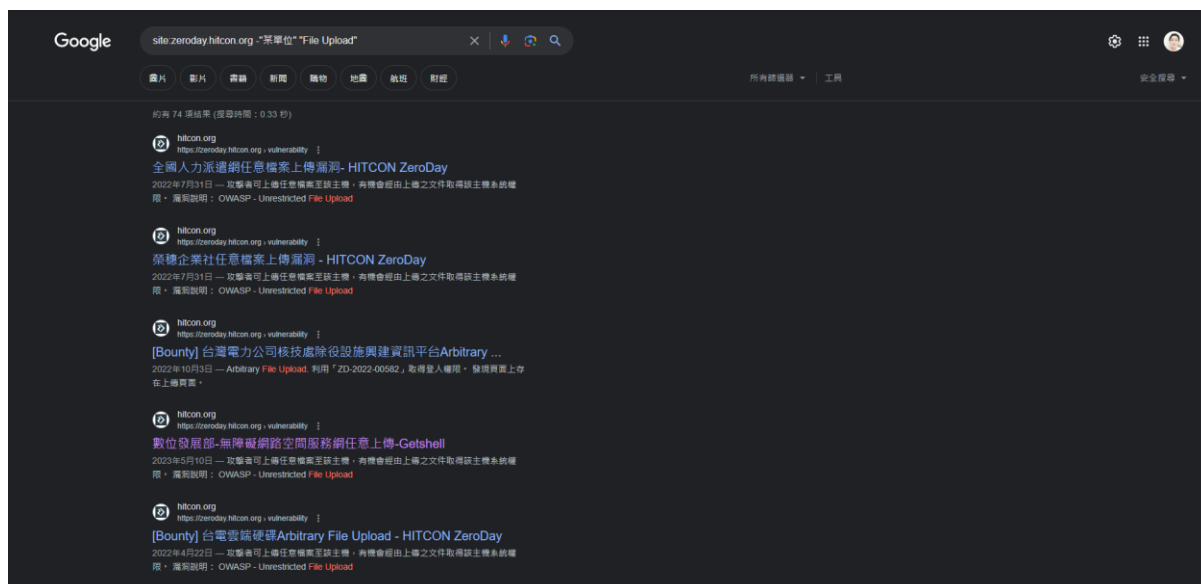 Google
site:zeroday.hitcon.org -"某單位" "File Upload"
圖片 影片 書籍 新聞 購物 地圖 航班 財經
所有篩選器 工具
安全搜尋
約有 74 項結果 (搜尋時間：0.33 秒)
hitcon.org
https://zeroday.hitcon.org › vulnerability
全國人力派遣網任意檔案上傳漏洞- HITCON ZeroDay
2022年7月31日 — 攻擊者可上傳任意檔案至該主機，有機會經由上傳之文件取得該主機系統權
限。 漏洞說明： OWASP - Unrestricted File Upload
hitcon.org
https://zeroday.hitcon.org › vulnerability
榮穗企業社任意檔案上傳漏洞 - HITCON ZeroDay
2022年7月31日 — 攻擊者可上傳任意檔案至該主機，有機會經由上傳之文件取得該主機系統權
限。 漏洞說明： OWASP - Unrestricted File Upload
hitcon.org
https://zeroday.hitcon.org › vulnerability
[Bounty] 台灣電力公司核技處除役設施興建資訊平台Arbitrary ...
2022年10月3日 — Arbitrary File Upload. 利用「ZD-2022-00582」取得登入權限。 發現頁面上存
在上傳頁面。
hitcon.org
https://zeroday.hitcon.org › vulnerability
數位發展部-無障礙網路空間服務網任意上傳-Getshell
2023年5月10日 — 攻擊者可上傳任意檔案至該主機，有機會經由上傳之文件取得該主機系統權
限。 漏洞說明： OWASP - Unrestricted File Upload
hitcon.org
https://zeroday.hitcon.org › vulnerability
[Bounty] 台電雲端硬碟Arbitrary File Upload - HITCON ZeroDay
2022年4月22日 — 攻擊者可上傳任意檔案至該主機，有機會經由上傳之文件取得該主機系統權
限。 漏洞說明： OWASP - Unrestricted File Upload